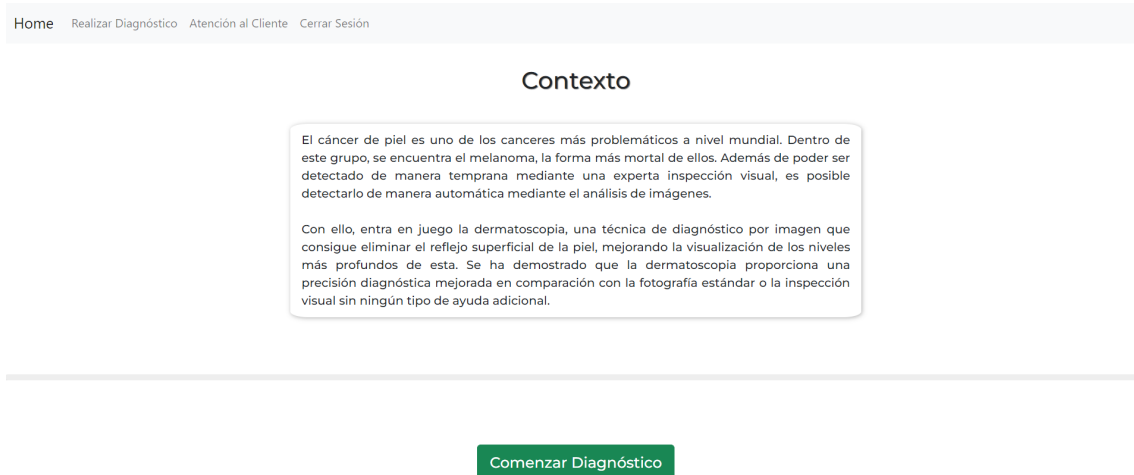 Home Realizar Diagnóstico Atención al Cliente Cerrar Sesión
Contexto
El cáncer de piel es uno de los canceres más problemáticos a nivel mundial. Dentro de
este grupo, se encuentra el melanoma, la forma más mortal de ellos. Además de poder ser
detectado de manera temprana mediante una experta inspección visual, es posible
detectarlo de manera automática mediante el análisis de imágenes.
Con ello, entra en juego la dermatoscopia, una técnica de diagnóstico por imagen que
consigue eliminar el reflejo superficial de la piel, mejorando la visualización de los niveles
más profundos de esta. Se ha demostrado que la dermatoscopia proporciona una
precisión diagnóstica mejorada en comparación con la fotografía estándar o la inspección
visual sin ningún tipo de ayuda adicional.
Comenzar Diagnóstico